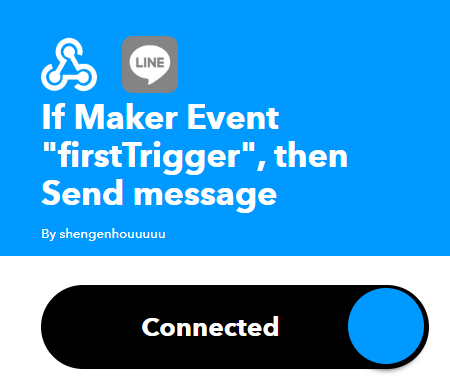 LINE
If Maker Event
"firstTrigger", then
Send message
By shengenhouuuuu
Connected